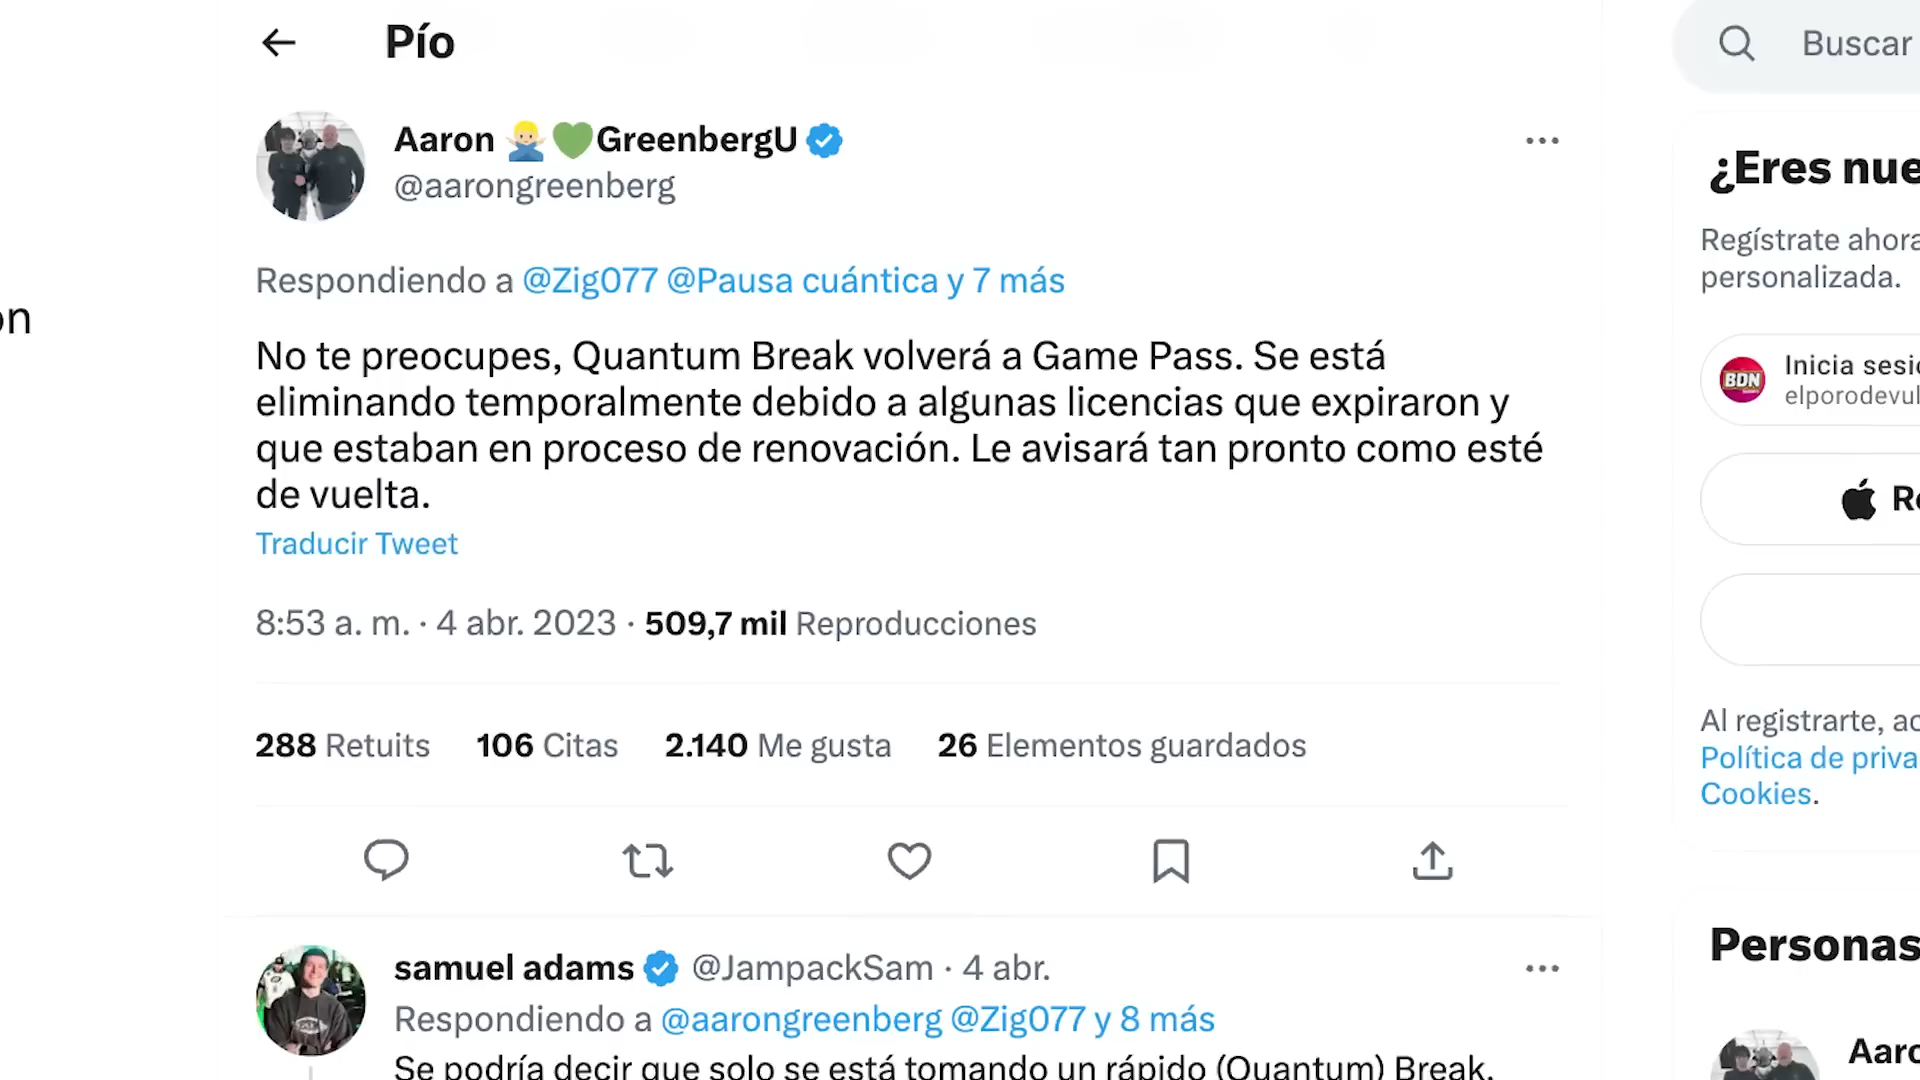 Pío
Buscar
Aaron GreenbergU
@aarongreenberg
¿Eres nue
Regístrate ahora
personalizada.
Respondiendo a @Zig077 @Pausa cuántica y 7 más
on
No te preocupes, Quantum Break volverá a Game Pass. Se está
eliminando temporalmente debido a algunas licencias que expiraron y
que estaban en proceso de renovación. Le avisará tan pronto como esté
de vuelta.
Traducir Tweet
BDN
Inicia sesió
elporodevul
Re
8:53 a. m. · 4 abr. 2023 · 509,7 mil Reproducciones
288 Retuits 106 Citas 2.140 Me gusta 26 Elementos guardados
Al registrarte, ac
Política de priva
Cookies.
samuel adams @JampackSam · 4 abr.
Respondiendo a @aarongreenberg @Zig077 y 8 más
Se podría decir que solo se está tomando un rápido (Quantum) Break.
Personas
Aaro